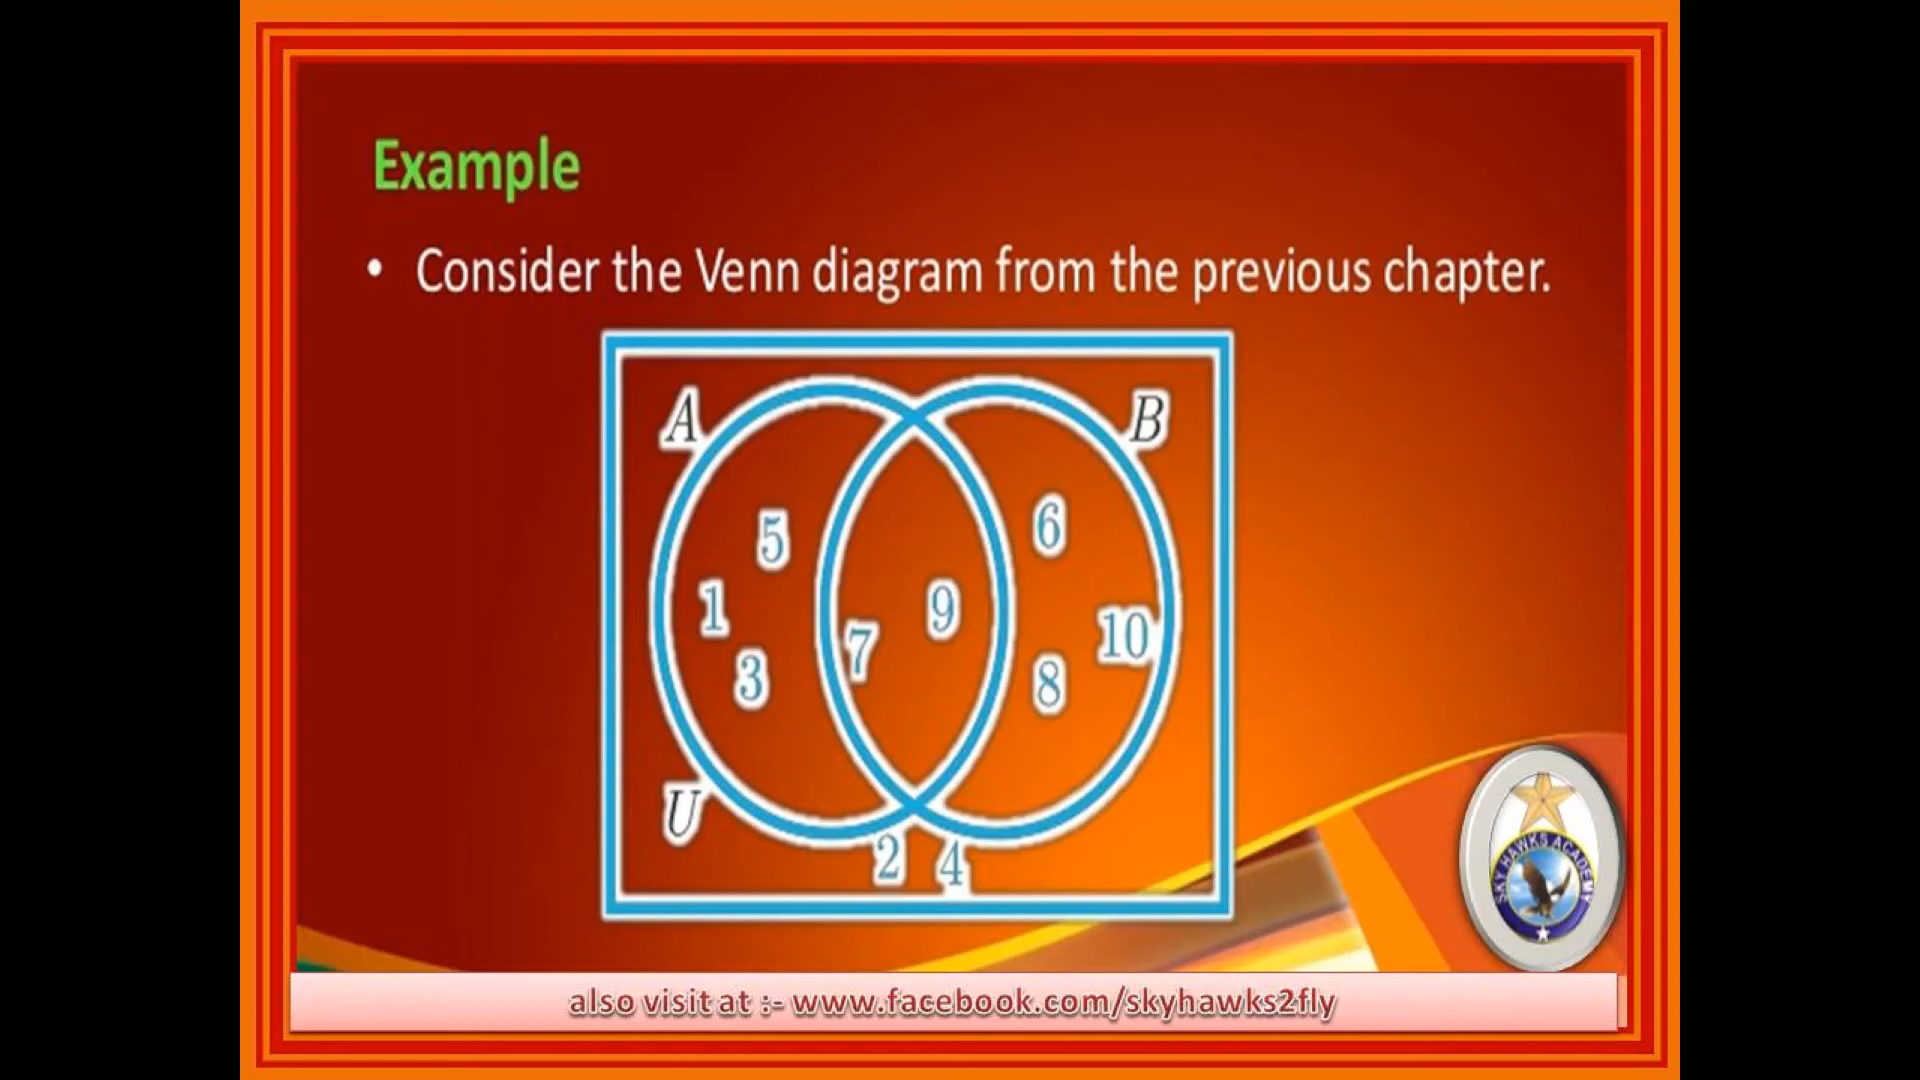 Example
• Consider the Venn diagram from the previous chapter.
A B
5 6
1 9 10
7
3 8
U
2 4
SKY HAWKS ACADEMY
also visit at :- www.facebook.com/skyhawks2fly